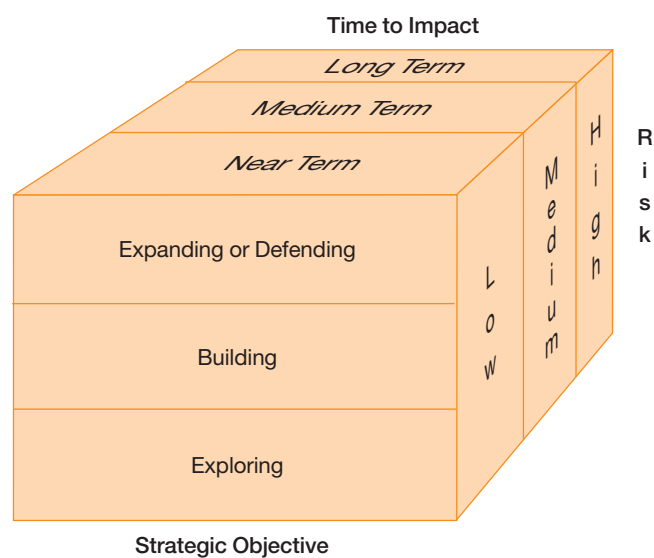 Time to Impact
Long Term
Medium Term
Near Term
Expanding or Defending
Building
Exploring
Low
Medium
High
Risk
Strategic Objective